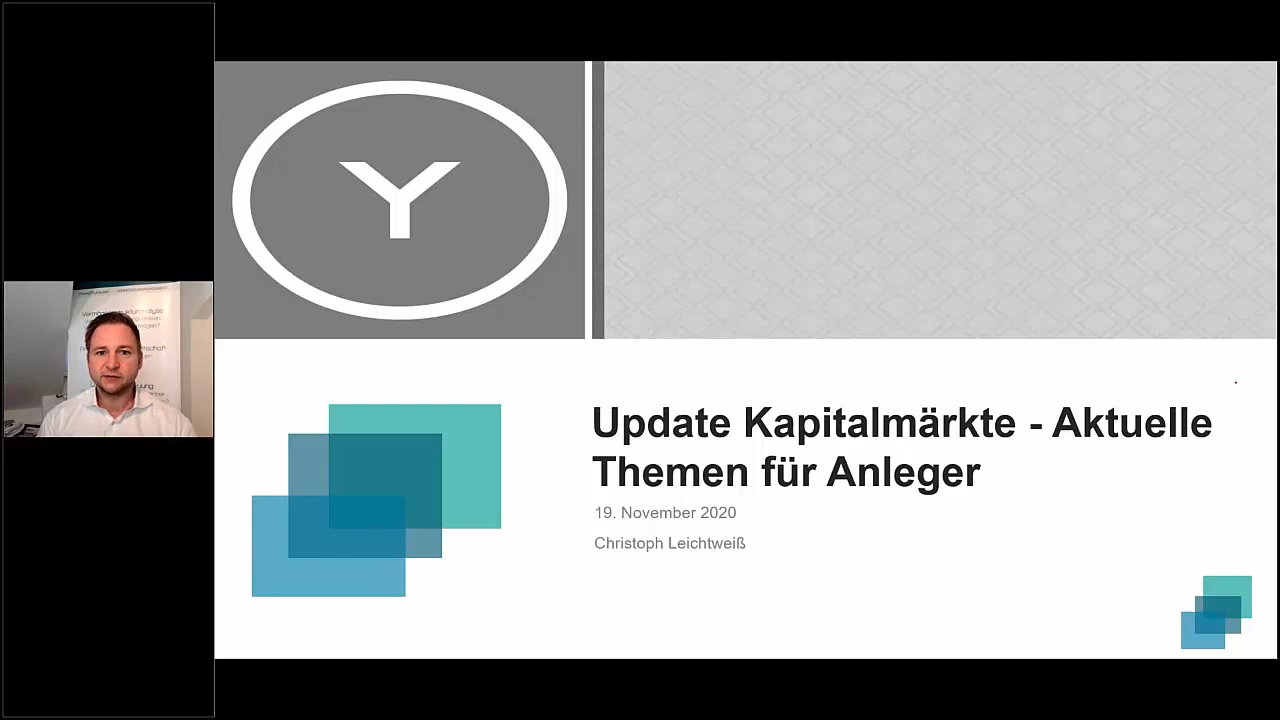 Y
Update Kapitalmärkte - Aktuelle
Themen für Anleger
19. November 2020
Christoph Leichtweiß